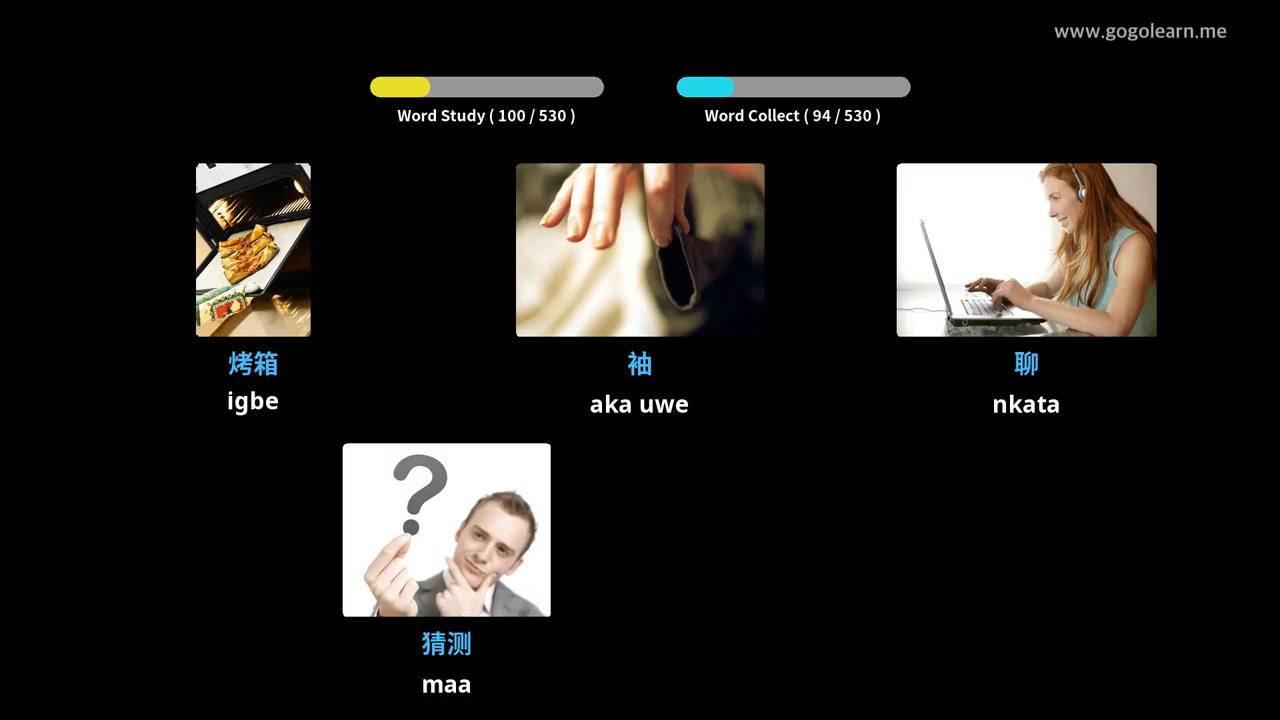 www.gogolearn.me
Word Study ( 100 / 530 )
Word Collect ( 94 / 530 )
烤箱
igbe
袖
aka uwe
聊
nkata
猜测
maa